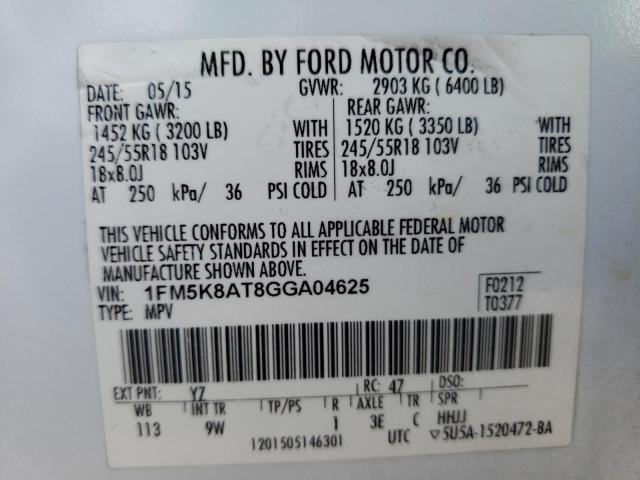 MFD. BY FORD MOTOR CO.
DATE: 05/15 GVWR: 2903 KG ( 6400 LB)
FRONT GAWR: REAR GAWR:
1452 KG ( 3200 LB) WITH 1520 KG ( 3350 LB) WITH
245/55R18 103V TIRES 245/55R18 103V TIRES
18x8.0J RIMS 18x8.0J RIMS
AT 250 kPa/ 36 PSI COLD AT 250 kPa/ 36 PSI COLD
THIS VEHICLE CONFORMS TO ALL APPLICABLE FEDERAL MOTOR
VEHICLE SAFETY STANDARDS IN EFFECT ON THE DATE OF
MANUFACTURE SHOWN ABOVE.
VIN: 1FM5K8AT8GGA04625 F0212
TYPE: MPV T0377
EXT PNT: YZ RC: 47 DSO:
WB INT TR TP/PS R AXLE TR SPR
113 9W 1 3E C HHJJ
1201505146301 UTC ▽5U5A-1520472-BA